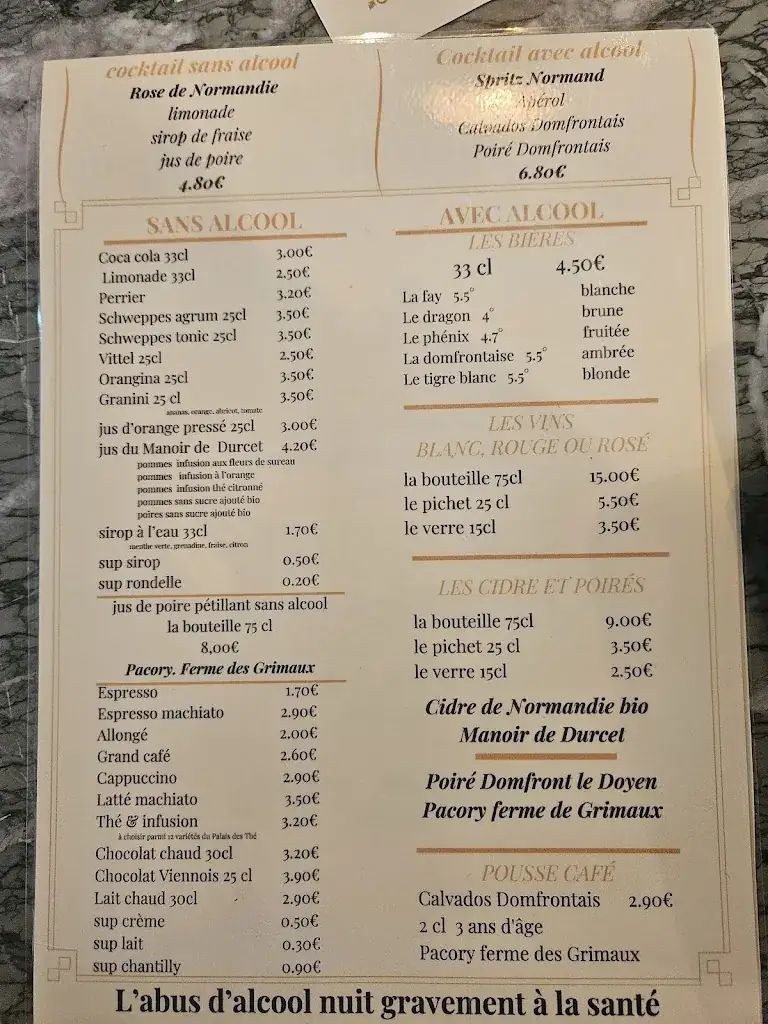 cocktail sans alcool
Rose de Normandie
limonade
sirop de fraise
jus de poire
4.80€
Cocktail avec alcool
Spritz Normand
Apérol
Calvados Domfrontais
Poiré Domfrontais
6.80€
SANS ALCOOL
Coca cola 33cl 3.00€
Limonade 33cl 2.50€
Perrier 3.20€
Schweppes agrum 25cl 3.50€
Schweppes tonic 25cl 3.50€
Vittel 25cl 2.50€
Orangina 25cl 3.50€
Granini 25 cl 3.50€
ananas, orange, abricot, tomate
jus d'orange pressé 25cl 3.00€
jus du Manoir de Durcet 4.20€
pommes infusion aux fleurs de sureau
pommes infusion à l'orange
pommes infusion thé citronné
pommes sans sucre ajouté bio
poires sans sucre ajouté bio
sirop à l'eau 33cl 1.70€
menthe verte, grenadine, fraise, citron
sup sirop 0.50€
sup rondelle 0.20€
jus de poire pétillant sans alcool
la bouteille 75 cl
8,00€
Pacory. Ferme des Grimaux
Espresso 1.70€
Espresso machiato 2.90€
Allongé 2.00€
Grand café 2.60€
Cappuccino 2.90€
Latté machiato 3.50€
Thé & infusion 3.20€
à choisir parmi 12 variétés du Palais des Thé
Chocolat chaud 30cl 3.20€
Chocolat Viennois 25 cl 3.90€
Lait chaud 30cl 2.90€
sup crème 0.50€
sup lait 0.30€
sup chantilly 0.90€
AVEC ALCOOL
LES BIÈRES
33 cl 4.50€
La fay 5.5° blanche
Le dragon 4° brune
Le phénix 4.7° fruitée
La domfrontaise 5.5° ambrée
Le tigre blanc 5.5° blonde
LES VINS
BLANC, ROUGE OU ROSÉ
la bouteille 75cl 15.00€
le pichet 25 cl 5.50€
le verre 15cl 3.50€
LES CIDRE ET POIRÉS
la bouteille 75cl 9.00€
le pichet 25 cl 3.50€
le verre 15cl 2.50€
Cidre de Normandie bio
Manoir de Durcet
Poiré Domfront le Doyen
Pacory ferme de Grimaux
POUSSE CAFÉ
Calvados Domfrontais 2.90€
2 cl 3 ans d'âge
Pacory ferme des Grimaux
L'abus d'alcool nuit gravement à la santé